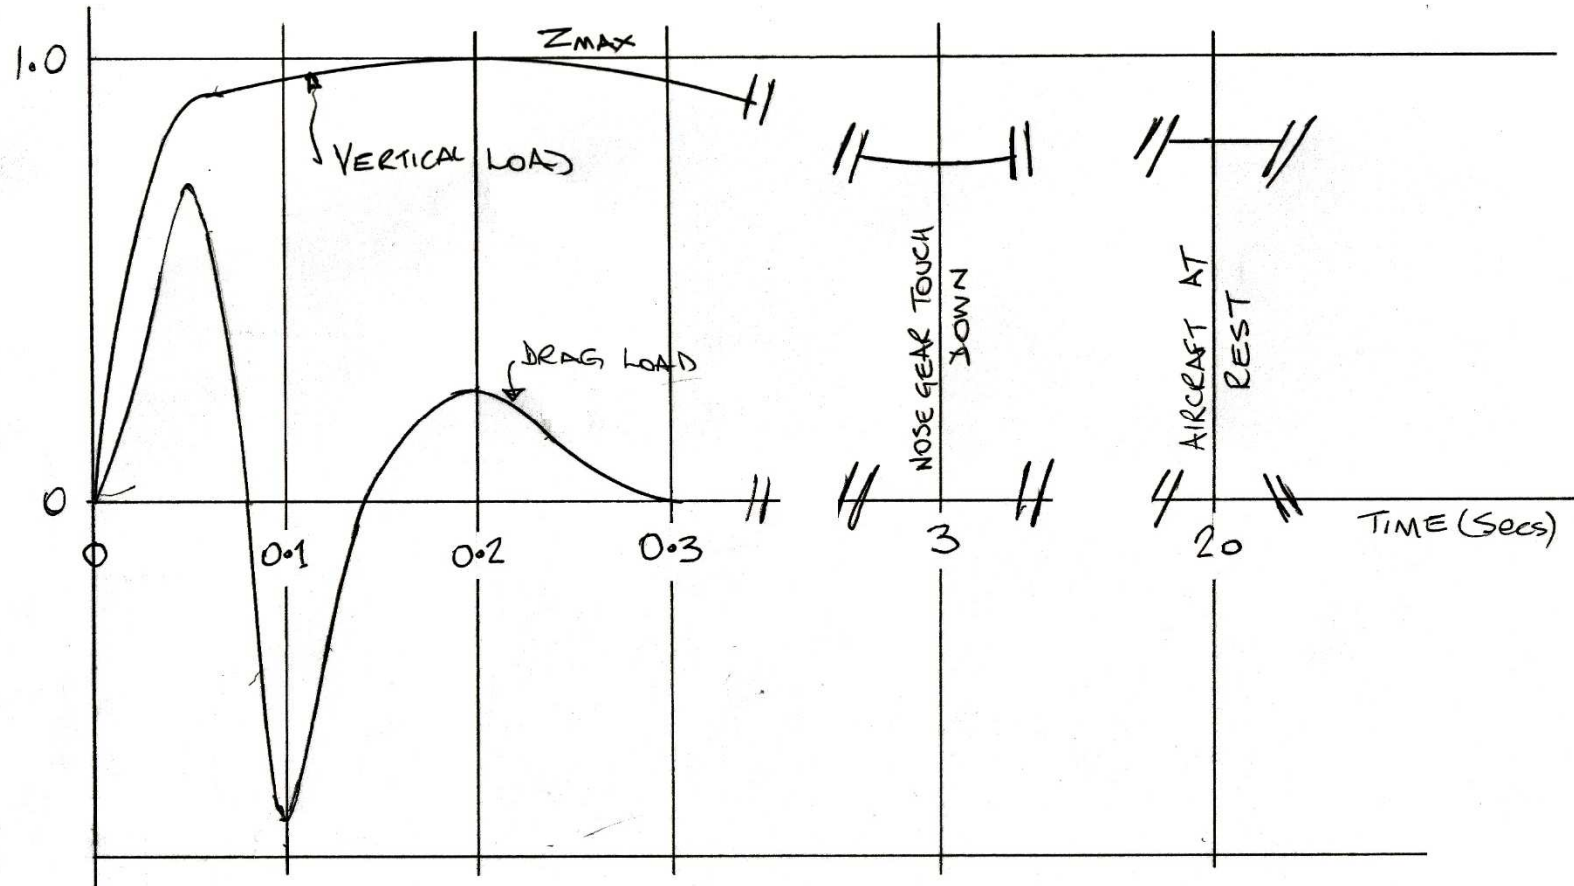 1.0
ZMAX
VERTICAL LOAD
DRAG LOAD
NOSE GEAR TOUCH
DOWN
AIRCRAFT AT
REST
0
0
0.1
0.2
0.3
3
20
TIME (Secs)